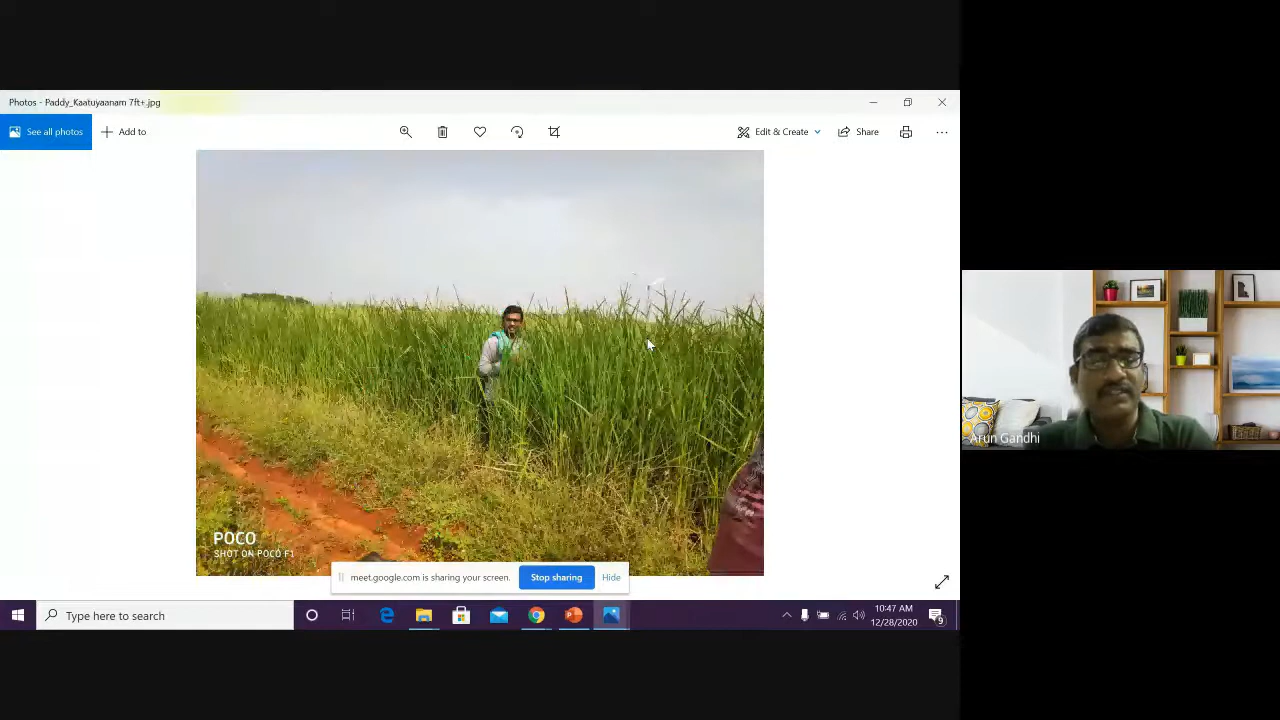 Photos - Paddy_Kaatuyaanam 7ft+.jpg
See all photos
Add to
Edit & Create
Share
POCO
SHOT ON POCO F1
Arun Gandhi
meet.google.com is sharing your screen.
Stop sharing
Hide
Type here to search
10:47 AM
12/28/2020
9